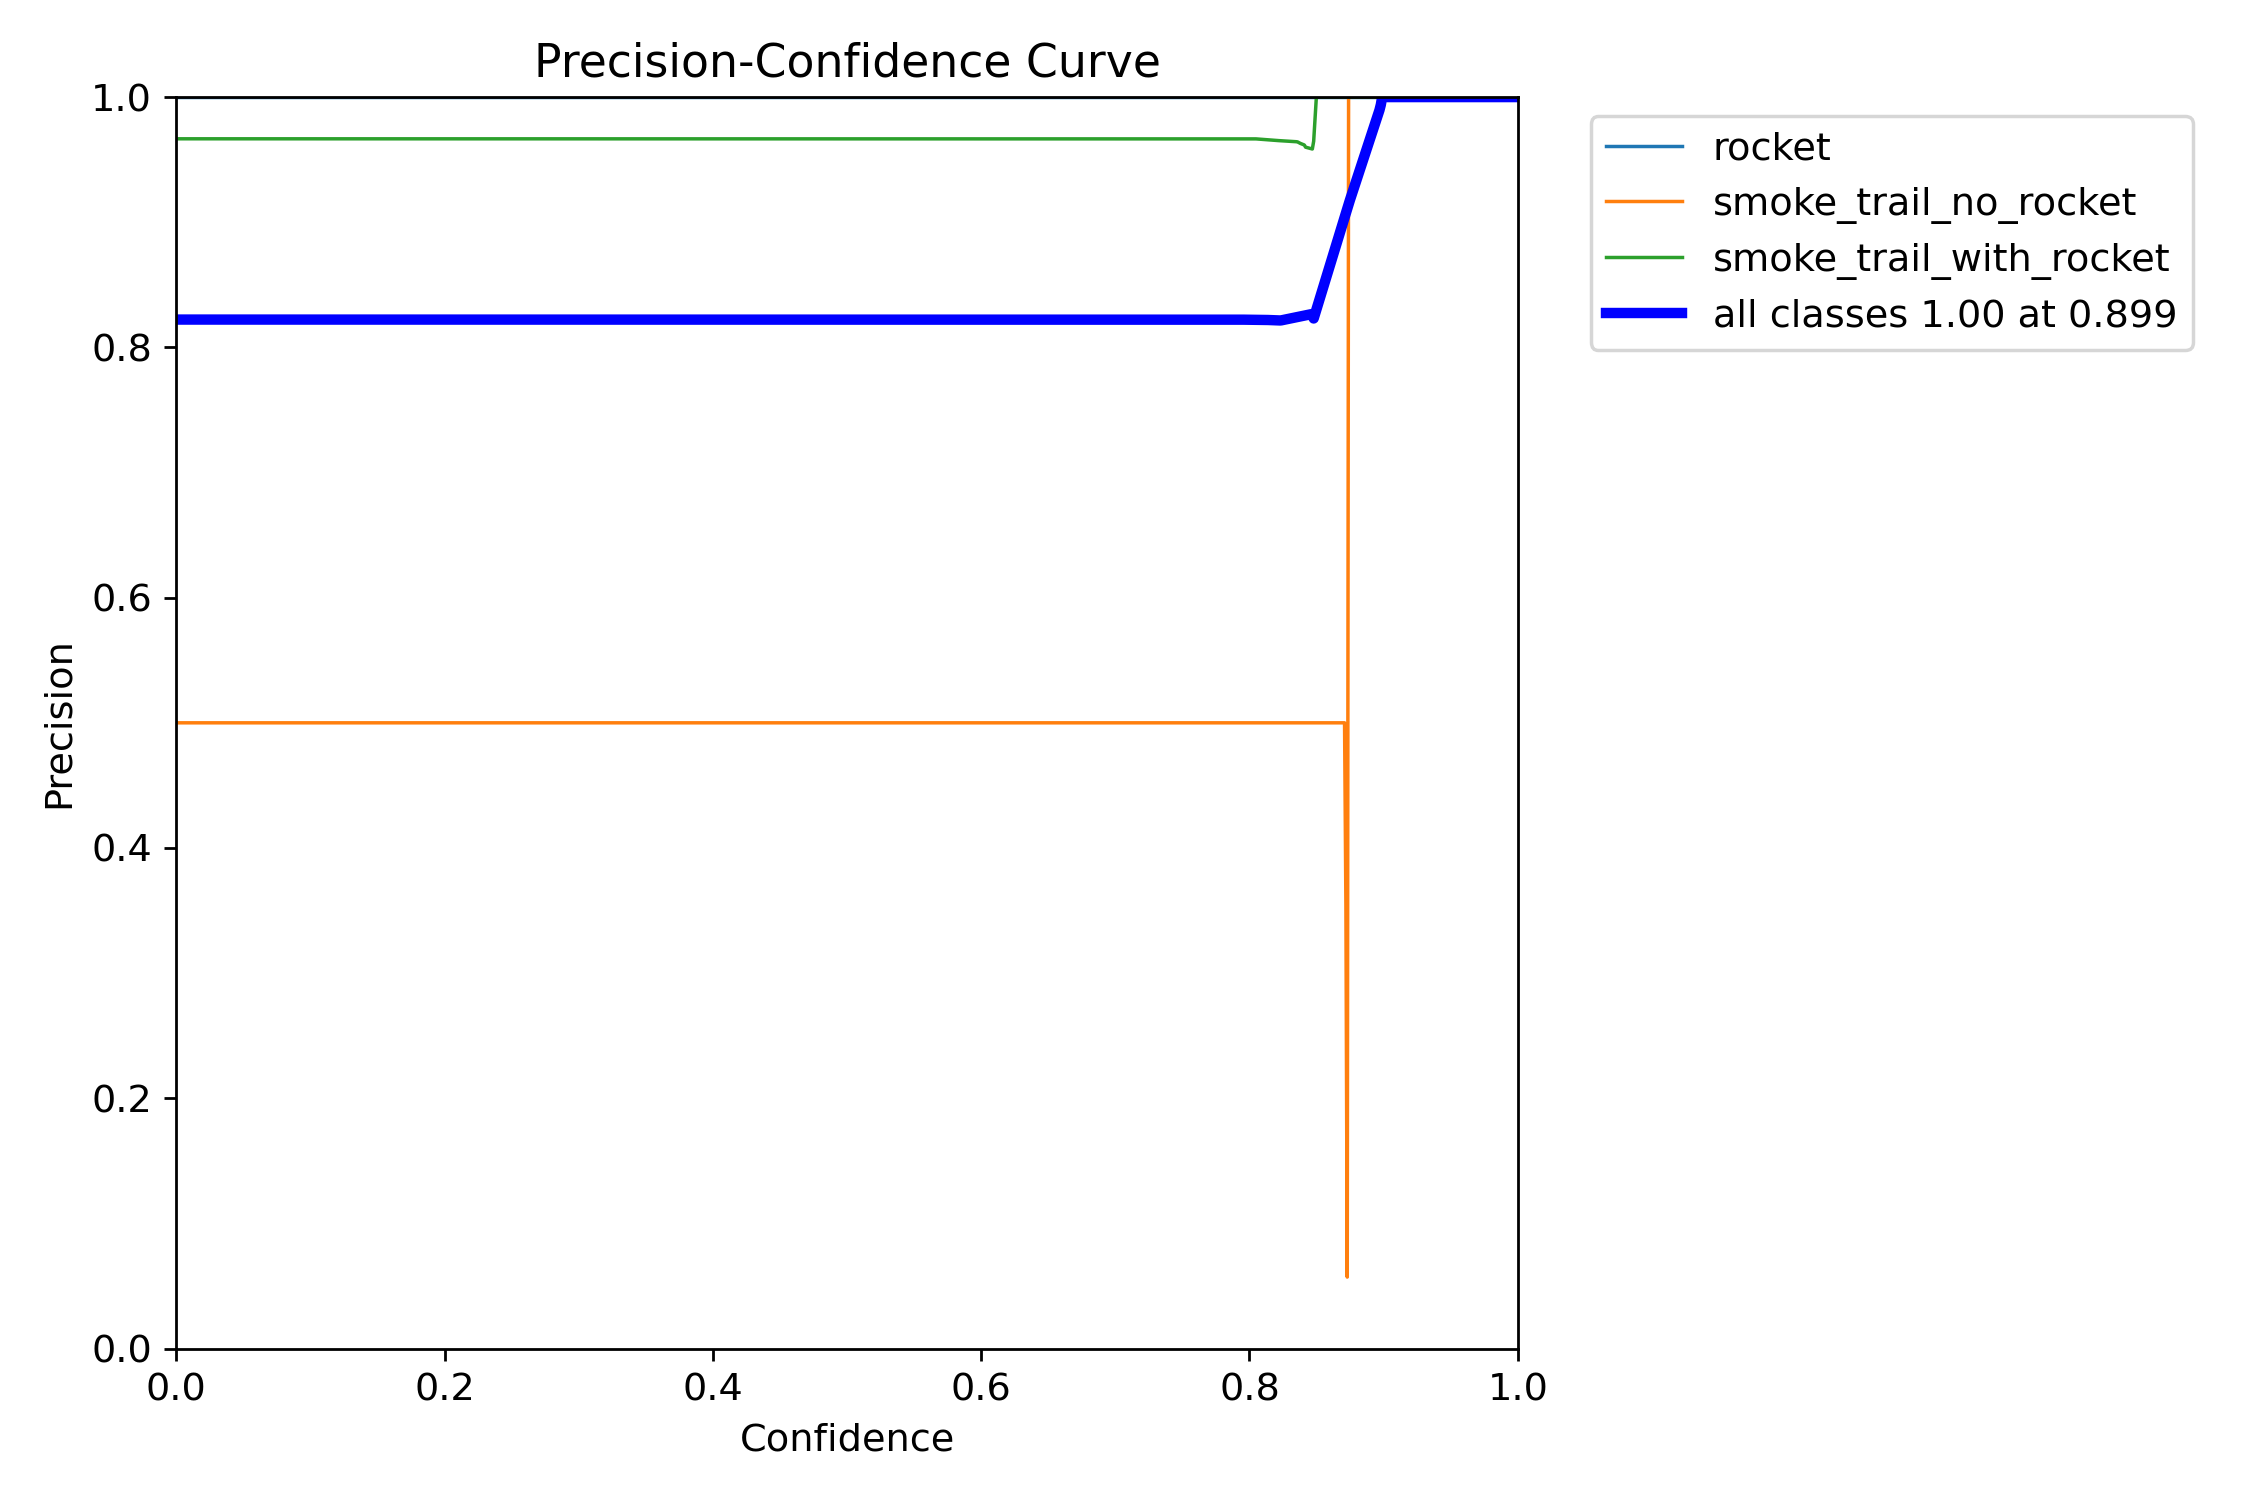 Precision-Confidence Curve
1.0
0.8
0.6
0.4
0.2
0.0
Precision
0.0 0.2 0.4 0.6 0.8 1.0
Confidence
rocket
smoke_trail_no_rocket
smoke_trail_with_rocket
all classes 1.00 at 0.899